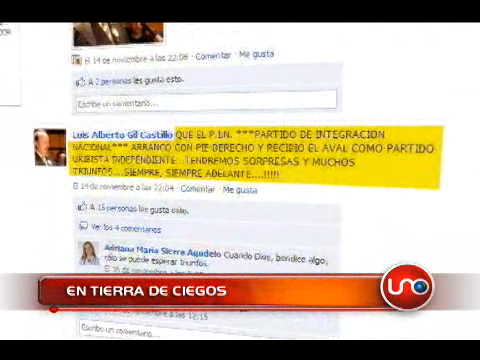 El 14 de noviembre a las 22:06 · Comentar · Me gusta
A 2 personas les gusta esto.
Escribe un comentario...
Luis Alberto Gil Castillo QUE EL P.I.N. ***PARTIDO DE INTEGRACION
NACIONAL*** ARRANCO CON PIE DERECHO Y RECIBIO EL AVAL COMO PARTIDO
URIBISTA INDEPENDIENTE...TENDREMOS SORPRESAS Y MUCHOS
TRIUNFOS....SIEMPRE, SIEMPRE ADELANTE....!!!!!
El 14 de noviembre a las 22:04 · Comentar · Me gusta
A 15 personas les gusta esto.
Ver los 4 comentarios
Adriana Maria Sierra Agudelo Cuando Dios, bendice algo,
sólo se puede esperar triunfos.
EN TIERRA DE CIEGOS
uno
12:15
Escribe un comentario...